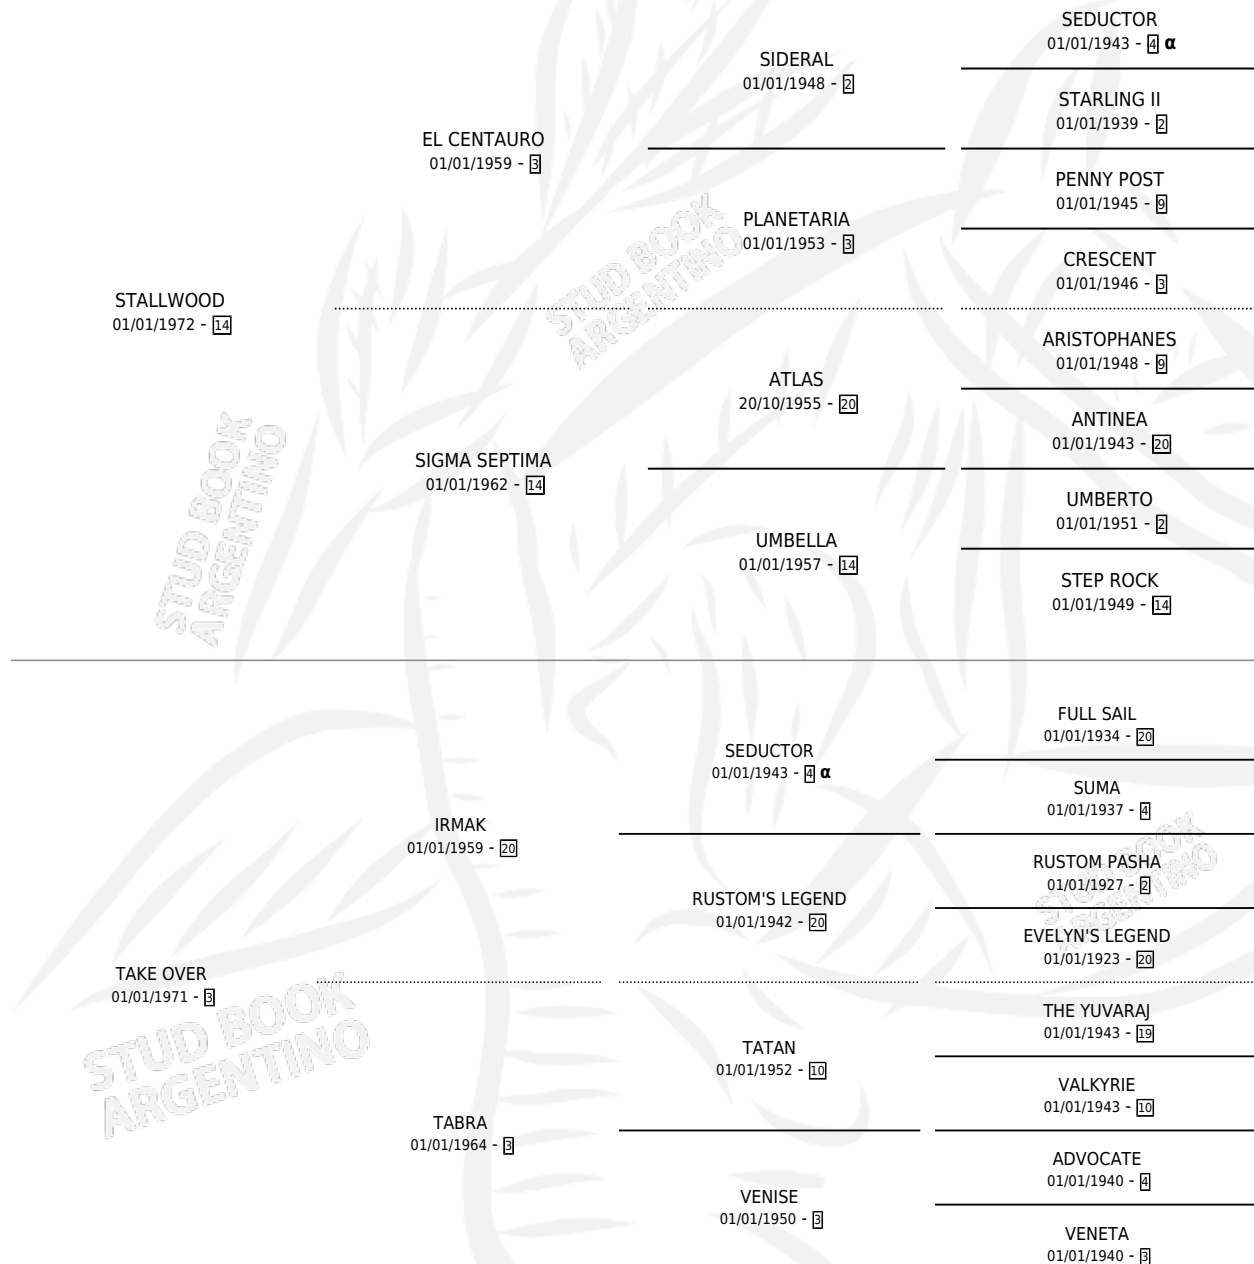 SEDUCTOR
01/01/1943 - 4 α
SIDERAL
01/01/1948 - 2
STARLING II
01/01/1939 - 2
EL CENTAURO
01/01/1959 - 3
PENNY POST
01/01/1945 - 9
PLANETARIA
01/01/1953 - 3
CRESCENT
01/01/1946 - 3
STALLWOOD
01/01/1972 - 14
ARISTOPHANES
01/01/1948 - 9
ATLAS
20/10/1955 - 20
ANTINEA
01/01/1943 - 20
SIGMA SEPTIMA
01/01/1962 - 14
UMBERTO
01/01/1951 - 2
UMBELLA
01/01/1957 - 14
STEP ROCK
01/01/1949 - 14
FULL SAIL
01/01/1934 - 20
SEDUCTOR
01/01/1943 - 4 α
SUMA
01/01/1937 - 4
IRMAK
01/01/1959 - 20
RUSTOM PASHA
01/01/1927 - 2
RUSTOM'S LEGEND
01/01/1942 - 20
EVELYN'S LEGEND
01/01/1923 - 20
TAKE OVER
01/01/1971 - 3
THE YUVARAJ
01/01/1943 - 19
TATAN
01/01/1952 - 10
VALKYRIE
01/01/1943 - 10
TABRA
01/01/1964 - 3
ADVOCATE
01/01/1940 - 4
VENISE
01/01/1950 - 3
VENETA
01/01/1940 - 3
STUD BOOK
ARGENTINO
STUD BOOK
ARGENTINO
STUD BOOK
ARGENTINO
STUD BOOK
ARGENTINO